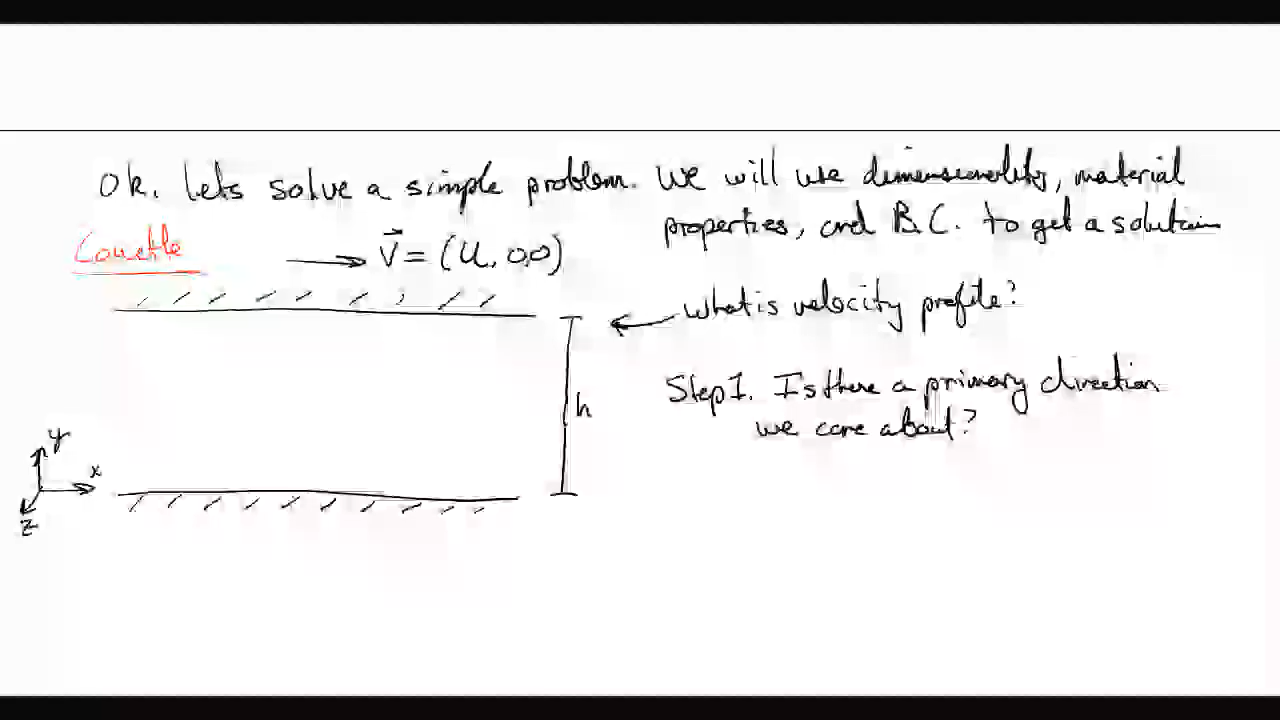 Ok. Lets solve a simple problem. We will use dimensionality, material
properties, and B.C. to get a solution
Couette
V⃗ = (U, 0,0)
What is velocity profile?
Step 1. Is there a primary direction
we care about?
h
y
x
z